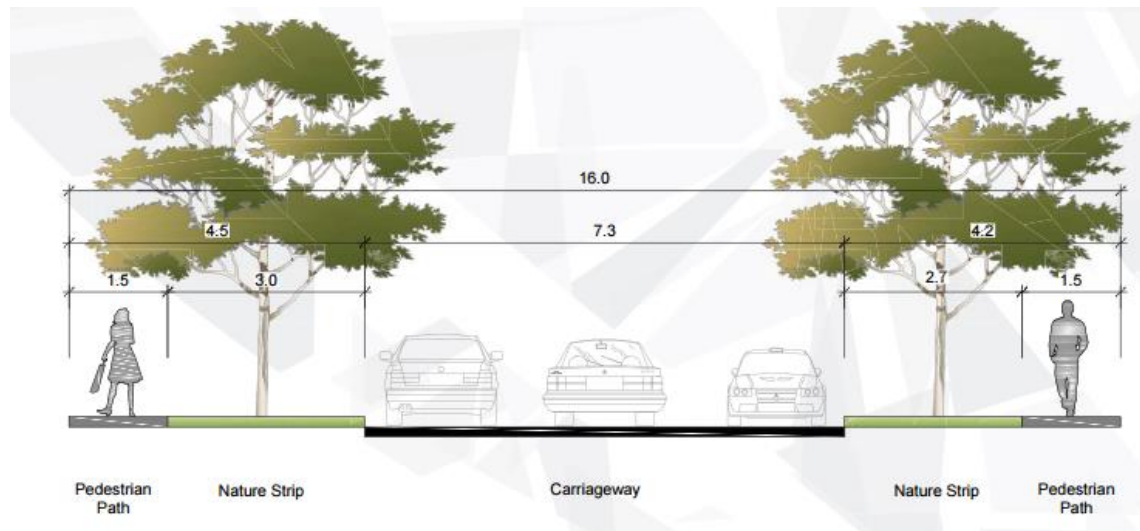 16.0
4.5
7.3
4.2
1.5
3.0
2.7
1.5
Pedestrian
Path
Nature Strip
Carriageway
Nature Strip
Pedestrian
Path